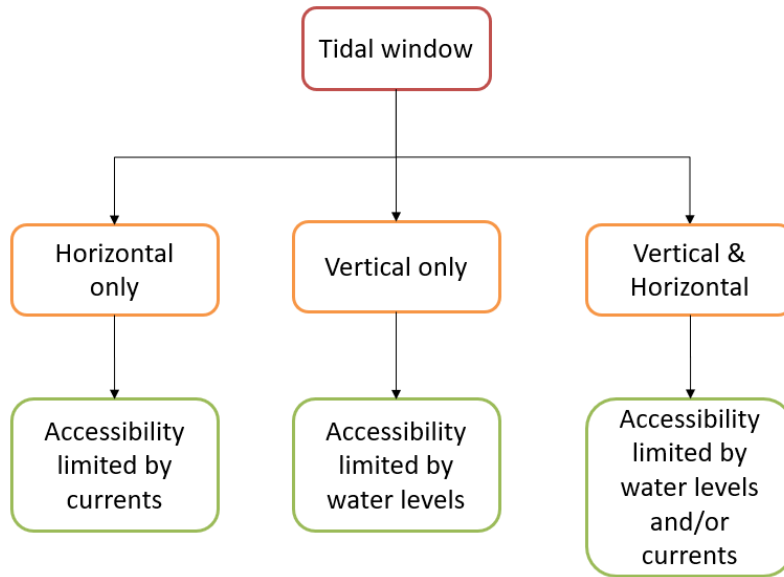 Tidal window
Horizontal
only
Vertical only
Vertical &
Horizontal
Accessibility
limited by
currents
Accessibility
limited by
water levels
Accessibility
limited by
water levels
and/or
currents